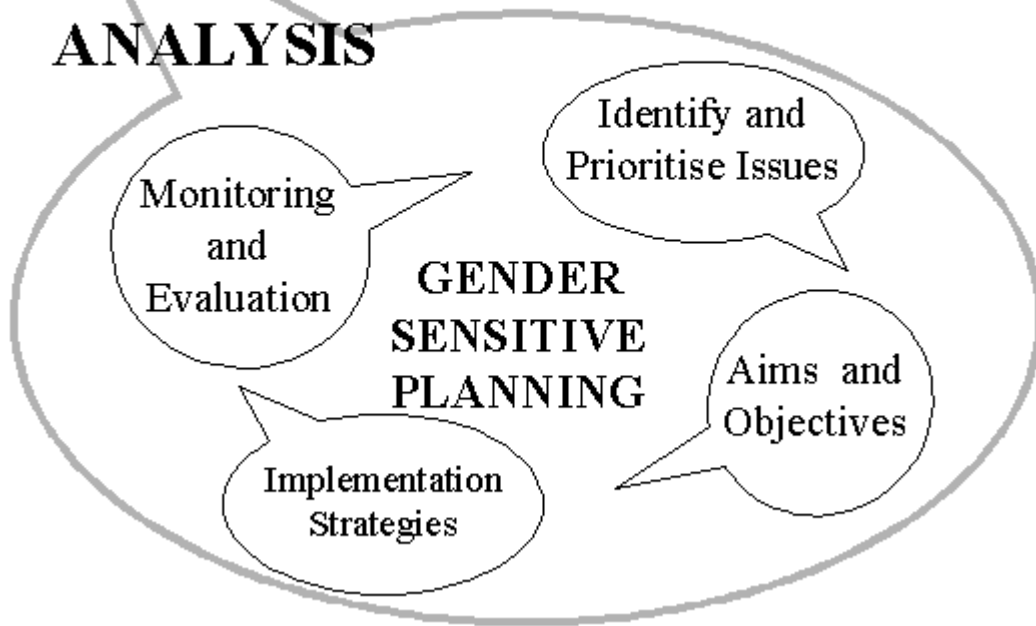 ANALYSIS
Identify and
Prioritise Issues
Monitoring
and
Evaluation
GENDER
SENSITIVE
PLANNING
Aims and
Objectives
Implementation
Strategies